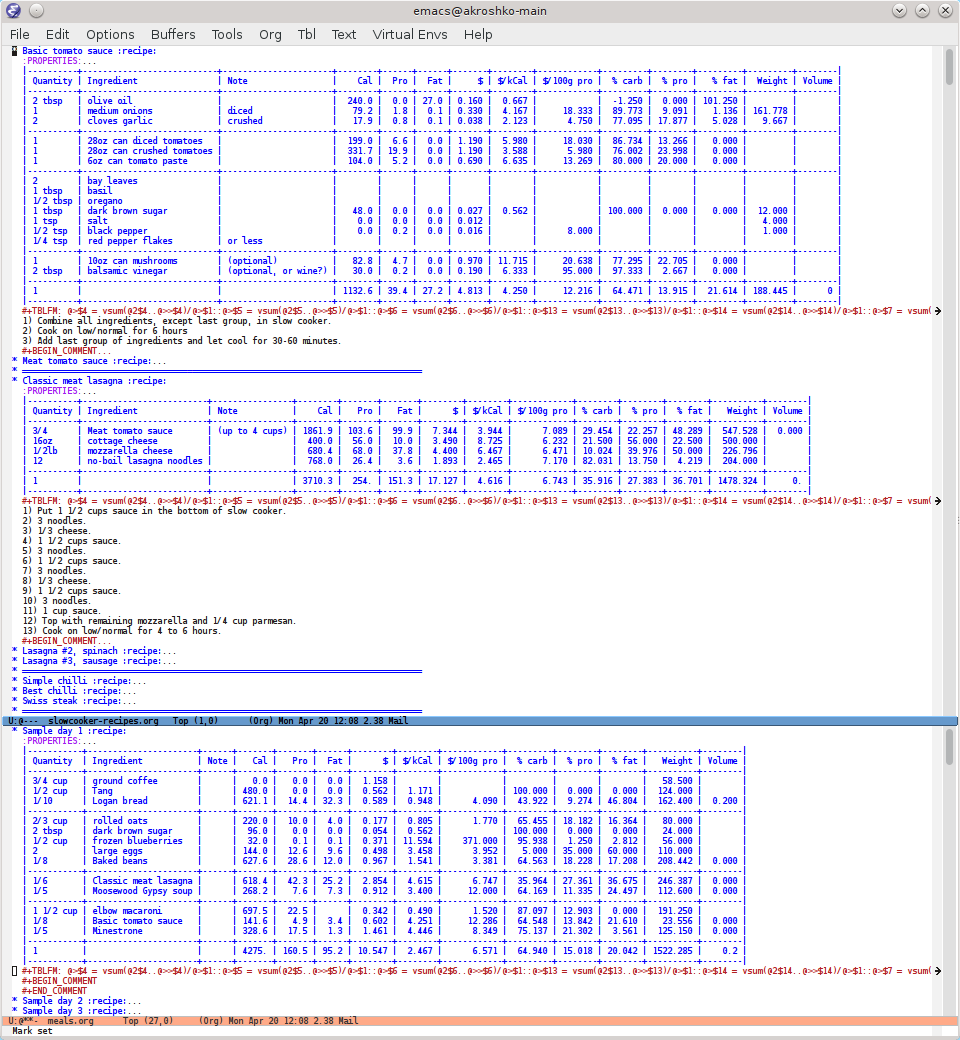 emacs@akroshko-main
File Edit Options Buffers Tools Org Tbl Text Virtual Envs Help
* Basic tomato sauce :recipe:
:PROPERTIES:...
|----------+---------------------------+----------------------+--------+------+------+-------+--------+-----------+---------+--------+---------+---------+--------|
| Quantity | Ingredient | Note | Cal | Pro | Fat | $ | $/kCal | $/100g pro | % carb | % pro | % fat | Weight | Volume |
| 2 tbsp | olive oil | | 240.0 | 0.0 | 27.0 | 0.160 | 0.667 | | -1.250 | 0.000 | 101.250 | | |
| 1 | medium onions | diced | 79.2 | 1.8 | 0.1 | 0.330 | 4.167 | 18.333 | 89.773 | 9.091 | 1.136 | 161.778 | |
| 2 | cloves garlic | crushed | 17.9 | 0.8 | 0.1 | 0.038 | 2.123 | 4.750 | 77.095 | 17.877 | 5.028 | 9.667 | |
| 1 | 28oz can diced tomatoes | | 199.0 | 6.6 | 0.0 | 1.190 | 5.980 | 18.030 | 86.734 | 13.266 | 0.000 | | |
| 1 | 28oz can crushed tomatoes | | 331.7 | 19.9 | 0.0 | 1.190 | 3.588 | 5.980 | 76.002 | 23.998 | 0.000 | | |
| 1 | 6oz can tomato paste | | 104.0 | 5.2 | 0.0 | 0.690 | 6.635 | 13.269 | 80.000 | 20.000 | 0.000 | | |
| 2 | bay leaves | | | | | | | | | | | | |
| 1 tbsp | basil | | | | | | | | | | | | |
| 1/2 tbsp | oregano | | | | | | | | | | | | |
| 1 tbsp | dark brown sugar | | 48.0 | 0.0 | 0.0 | 0.027 | 0.562 | | 100.000 | 0.000 | 0.000 | 12.000 | |
| 1 tsp | salt | | 0.0 | 0.0 | 0.0 | 0.012 | | | | | | 4.000 | |
| 1/2 tsp | black pepper | | 0.0 | 0.2 | 0.0 | 0.016 | | 8.000 | | | | 1.000 | |
| 1/4 tsp | red pepper flakes | or less | | | | | | | | | | | |
| 1 | 10oz can mushrooms | (optional) | 82.8 | 4.7 | 0.0 | 0.970 | 11.715 | 20.638 | 77.295 | 22.705 | 0.000 | | |
| 2 tbsp | balsamic vinegar | (optional, or wine?) | 30.0 | 0.2 | 0.0 | 0.190 | 6.333 | 95.000 | 97.333 | 2.667 | 0.000 | | |
| 1 | | | 1132.6 | 39.4 | 27.2 | 4.813 | 4.250 | 12.216 | 64.471 | 13.915 | 21.614 | 188.445 | 0 |
#+TBLFM: @>$4 = vsum(@2$4..@>>$4)/@>$1::@>$5 = vsum(@2$5..@>>$5)/@>$1::@>$6 = vsum(@2$6..@>>$6)/@>$1::@>$13 = vsum(@2$13..@>>$13)/@>$1::@>$14 = vsum(@2$14..@>>$14)/@>$1::@>$7 = vsum(
1) Combine all ingredients, except last group, in slow cooker.
2) Cook on low/normal for 6 hours
3) Add last group of ingredients and let cool for 30-60 minutes.
#+BEGIN_COMMENT...
* Meat tomato sauce :recipe:...
*
* Classic meat lasagna :recipe:
:PROPERTIES:...
| Quantity | Ingredient | Note | Cal | Pro | Fat | $ | $/kCal | $/100g pro | % carb | % pro | % fat | Weight | Volume |
| 3/4 | Meat tomato sauce | (up to 4 cups) | 1861.9 | 103.6 | 99.9 | 7.344 | 3.944 | 7.089 | 29.454 | 22.257 | 48.289 | 547.528 | 0.000 |
| 16oz | cottage cheese | | 400.0 | 56.0 | 10.0 | 3.490 | 8.725 | 6.232 | 21.500 | 56.000 | 22.500 | 500.000 | |
| 1/2lb | mozzarella cheese | | 680.4 | 68.0 | 37.8 | 4.400 | 6.467 | 6.471 | 10.024 | 39.976 | 50.000 | 226.796 | |
| 12 | no-boil lasagna noodles | | 768.0 | 26.4 | 3.6 | 1.893 | 2.465 | 7.170 | 82.031 | 13.750 | 4.219 | 204.000 | |
| 1 | | | 3710.3 | 254. | 151.3 | 17.127 | 4.616 | 6.743 | 35.916 | 27.383 | 36.701 | 1478.324 | 0. |
#+TBLFM: @>$4 = vsum(@2$4..@>>$4)/@>$1::@>$5 = vsum(@2$5..@>>$5)/@>$1::@>$6 = vsum(@2$6..@>>$6)/@>$1::@>$13 = vsum(@2$13..@>>$13)/@>$1::@>$14 = vsum(@2$14..@>>$14)/@>$1::@>$7 = vsum(
1) Put 1 1/2 cups sauce in the bottom of slow cooker.
2) 3 noodles.
3) 1/3 cheese.
4) 1 1/2 cups sauce.
5) 3 noodles.
6) 1 1/2 cups sauce.
7) 3 noodles.
8) 1/3 cheese.
9) 1 1/2 cups sauce.
10) 3 noodles.
11) 1 cup sauce.
12) Top with remaining mozzarella and 1/4 cup parmesan.
13) Cook on low/normal for 4 to 6 hours.
#+BEGIN_COMMENT...
* Lasagna #2, spinach :recipe:...
* Lasagna #3, sausage :recipe:...
*
* Simple chilli :recipe:...
* Best chilli :recipe:...
* Swiss steak :recipe:...
*
U:@--- slowcooker-recipes.org Top (1,0) (Org) Mon Apr 20 12:08 2.38 Mail
* Sample day 1 :recipe:
:PROPERTIES:...
| Quantity | Ingredient | Note | Cal | Pro | Fat | $ | $/kCal | $/100g pro | % carb | % pro | % fat | Weight | Volume |
| 3/4 cup | ground coffee | | 0.0 | 0.0 | 0.0 | 1.158 | | | | | | 58.500 | |
| 1/2 cup | Tang | | 480.0 | 0.0 | 0.0 | 0.562 | 1.171 | | 100.000 | 0.000 | 0.000 | 124.000 | |
| 1/10 | Logan bread | | 621.1 | 14.4 | 32.3 | 0.589 | 0.948 | 4.090 | 43.922 | 9.274 | 46.804 | 162.400 | 0.200 |
| 2/3 cup | rolled oats | | 220.0 | 10.0 | 4.0 | 0.177 | 0.805 | 1.770 | 65.455 | 18.182 | 16.364 | 80.000 | |
| 2 tbsp | dark brown sugar | | 96.0 | 0.0 | 0.0 | 0.054 | 0.562 | | 100.000 | 0.000 | 0.000 | 24.000 | |
| 1/2 cup | frozen blueberries | | 32.0 | 0.1 | 0.1 | 0.371 | 11.594 | 371.000 | 95.938 | 1.250 | 2.812 | 56.000 | |
| 2 | large eggs | | 144.0 | 12.6 | 9.6 | 0.498 | 3.458 | 3.952 | 5.000 | 35.000 | 60.000 | 110.000 | |
| 1/8 | Baked beans | | 627.6 | 28.6 | 12.0 | 0.967 | 1.541 | 3.381 | 64.563 | 18.228 | 17.208 | 208.442 | 0.000 |
| 1/6 | Classic meat lasagna | | 618.4 | 42.3 | 25.2 | 2.854 | 4.615 | 6.747 | 35.964 | 27.361 | 36.675 | 246.387 | 0.000 |
| 1/5 | Moosewood Gypsy soup | | 268.2 | 7.6 | 7.3 | 0.912 | 3.400 | 12.000 | 64.169 | 11.335 | 24.497 | 112.600 | 0.000 |
| 1 1/2 cup | elbow macaroni | | 697.5 | 22.5 | | 0.342 | 0.490 | 1.520 | 87.097 | 12.903 | 0.000 | 191.250 | |
| 1/8 | Basic tomato sauce | | 141.6 | 4.9 | 3.4 | 0.602 | 4.251 | 12.286 | 64.548 | 13.842 | 21.610 | 23.556 | 0.000 |
| 1/5 | Minestrone | | 328.6 | 17.5 | 1.3 | 1.461 | 4.446 | 8.349 | 75.137 | 21.302 | 3.561 | 125.150 | 0.000 |
| 1 | | | 4275. | 160.5 | 95.2 | 10.547 | 2.467 | 6.571 | 64.940 | 15.018 | 20.042 | 1522.285 | 0.2 |
#+TBLFM: @>$4 = vsum(@2$4..@>>$4)/@>$1::@>$5 = vsum(@2$5..@>>$5)/@>$1::@>$6 = vsum(@2$6..@>>$6)/@>$1::@>$13 = vsum(@2$13..@>>$13)/@>$1::@>$14 = vsum(@2$14..@>>$14)/@>$1::@>$7 = vsum(
#+BEGIN_COMMENT
#+END_COMMENT
* Sample day 2 :recipe:...
* Sample day 3 :recipe:...
U:@**- meals.org Top (27,0) (Org) Mon Apr 20 12:08 2.38 Mail
Mark set